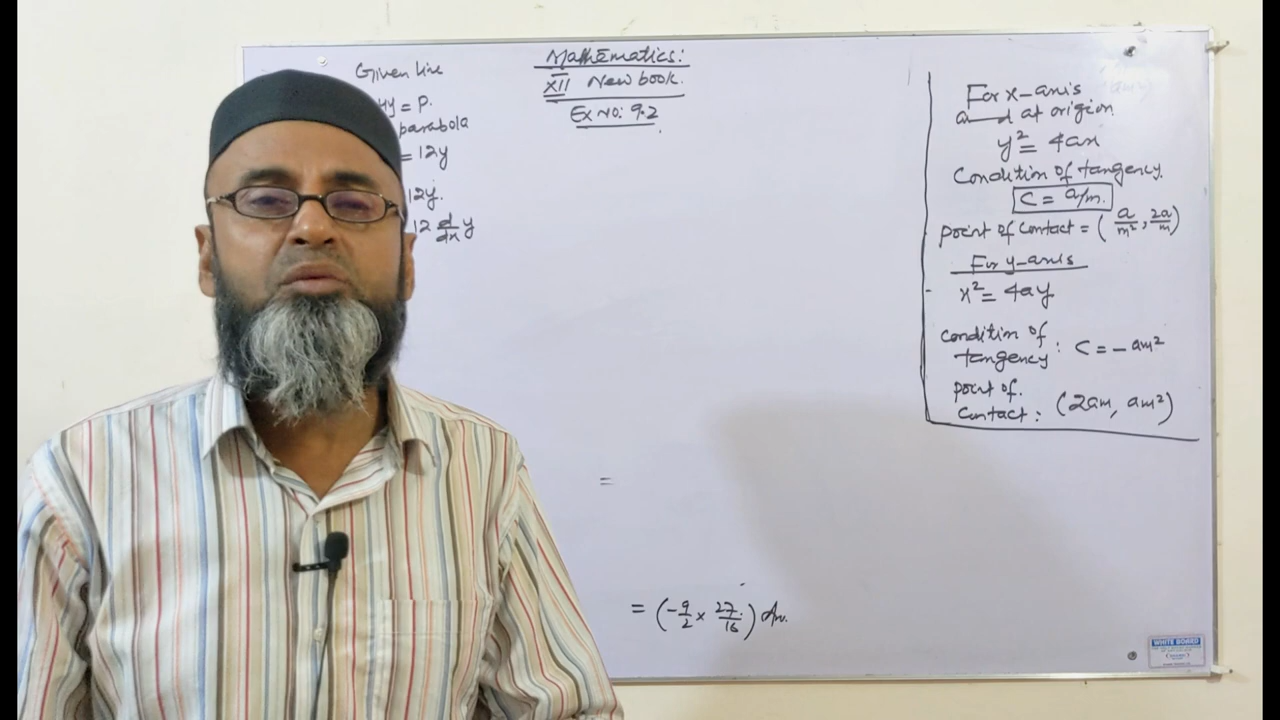 Given line
y = p.
parabola
= 12y
12y.
12 d/dx y
Mathematics:
XII New book.
Ex No: 9.2
=
= (-9/2 × 27/16) Ans.
For x-axis
and at origion
y² = 4ax
Condition of tangency.
C = a/m.
point of contact = (a/m², 2a/m)
For y-axis
x² = 4ay
condition of
tangency : C = -am²
point of
contact : (2am, am²)
WHITE BOARD